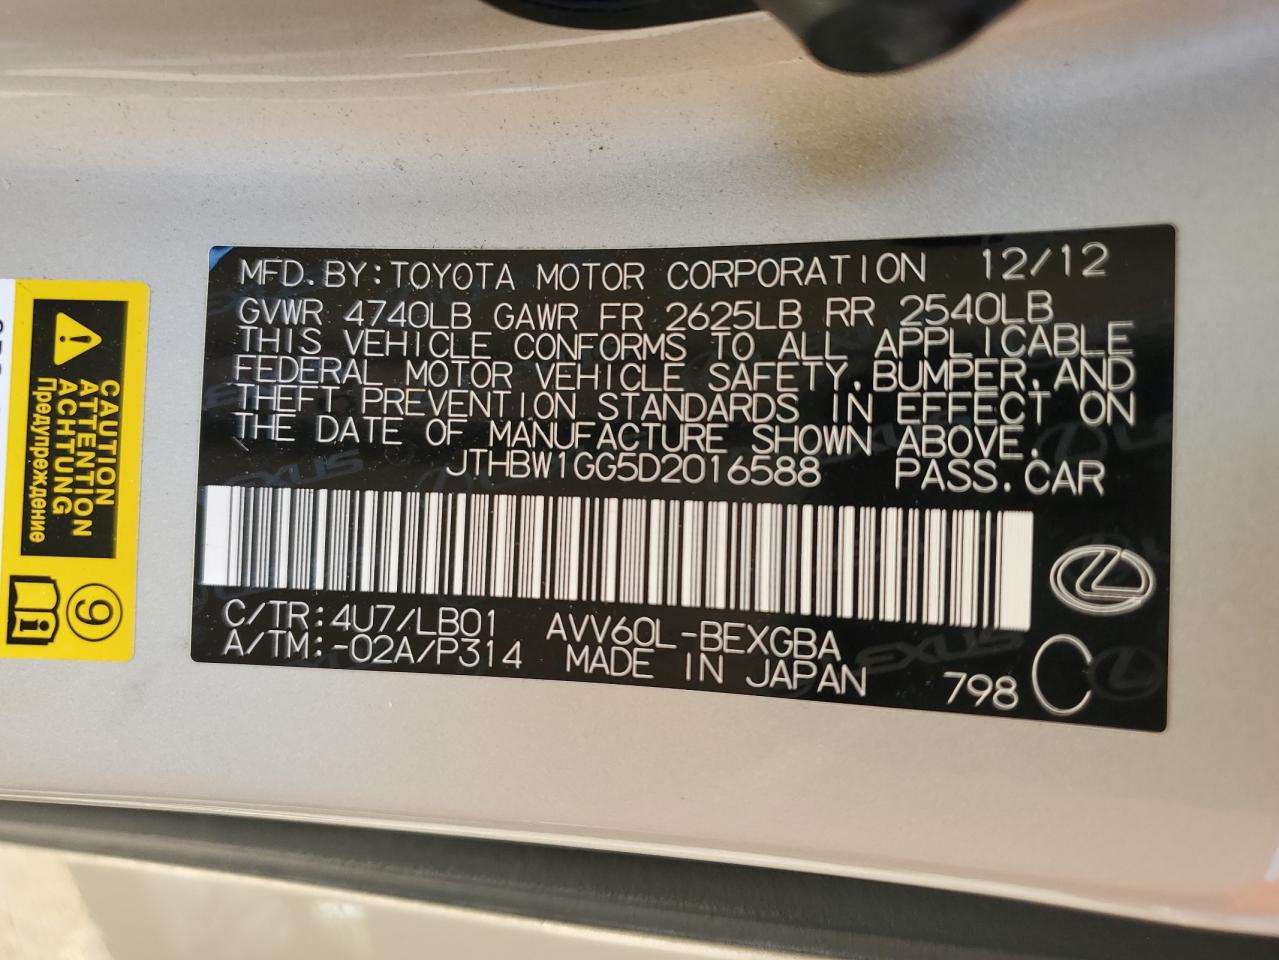 MFD.BY:TOYOTA MOTOR CORPORATION 12/12
GVWR 4740LB GAWR FR 2625LB RR 2540LB
THIS VEHICLE CONFORMS TO ALL APPLICABLE
FEDERAL MOTOR VEHICLE SAFETY,BUMPER,AND
THEFT PREVENTION STANDARDS IN EFFECT ON
THE DATE OF MANUFACTURE SHOWN ABOVE.
JTHBW1GG5D2016588 PASS.CAR
C/TR:4U7/LB01 AVV60L-BEXGBA
A/TM:-02A/P314 MADE IN JAPAN 798 C
CAUTION
ATTENTION
ACHTUNG
Предупреждение
9